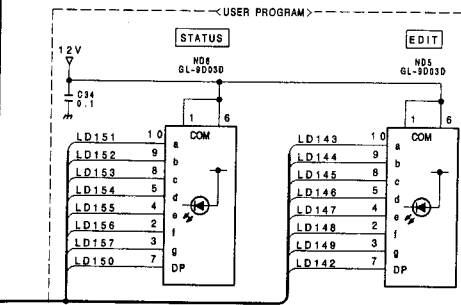 <USER PROGRAM>
STATUS
EDIT
12V
ND6
GL-9D03D
ND5
GL-9D03D
C34
0.1
1 6
1 6
COM
COM
LD151 10 a
LD152 9 b
LD153 8 c
LD154 5 d
LD155 4 e
LD156 2 f
LD157 3 g
LD150 7 DP
LD143 10 a
LD144 9 b
LD145 8 c
LD146 5 d
LD147 4 e
LD148 2 f
LD149 3 g
LD142 7 DP